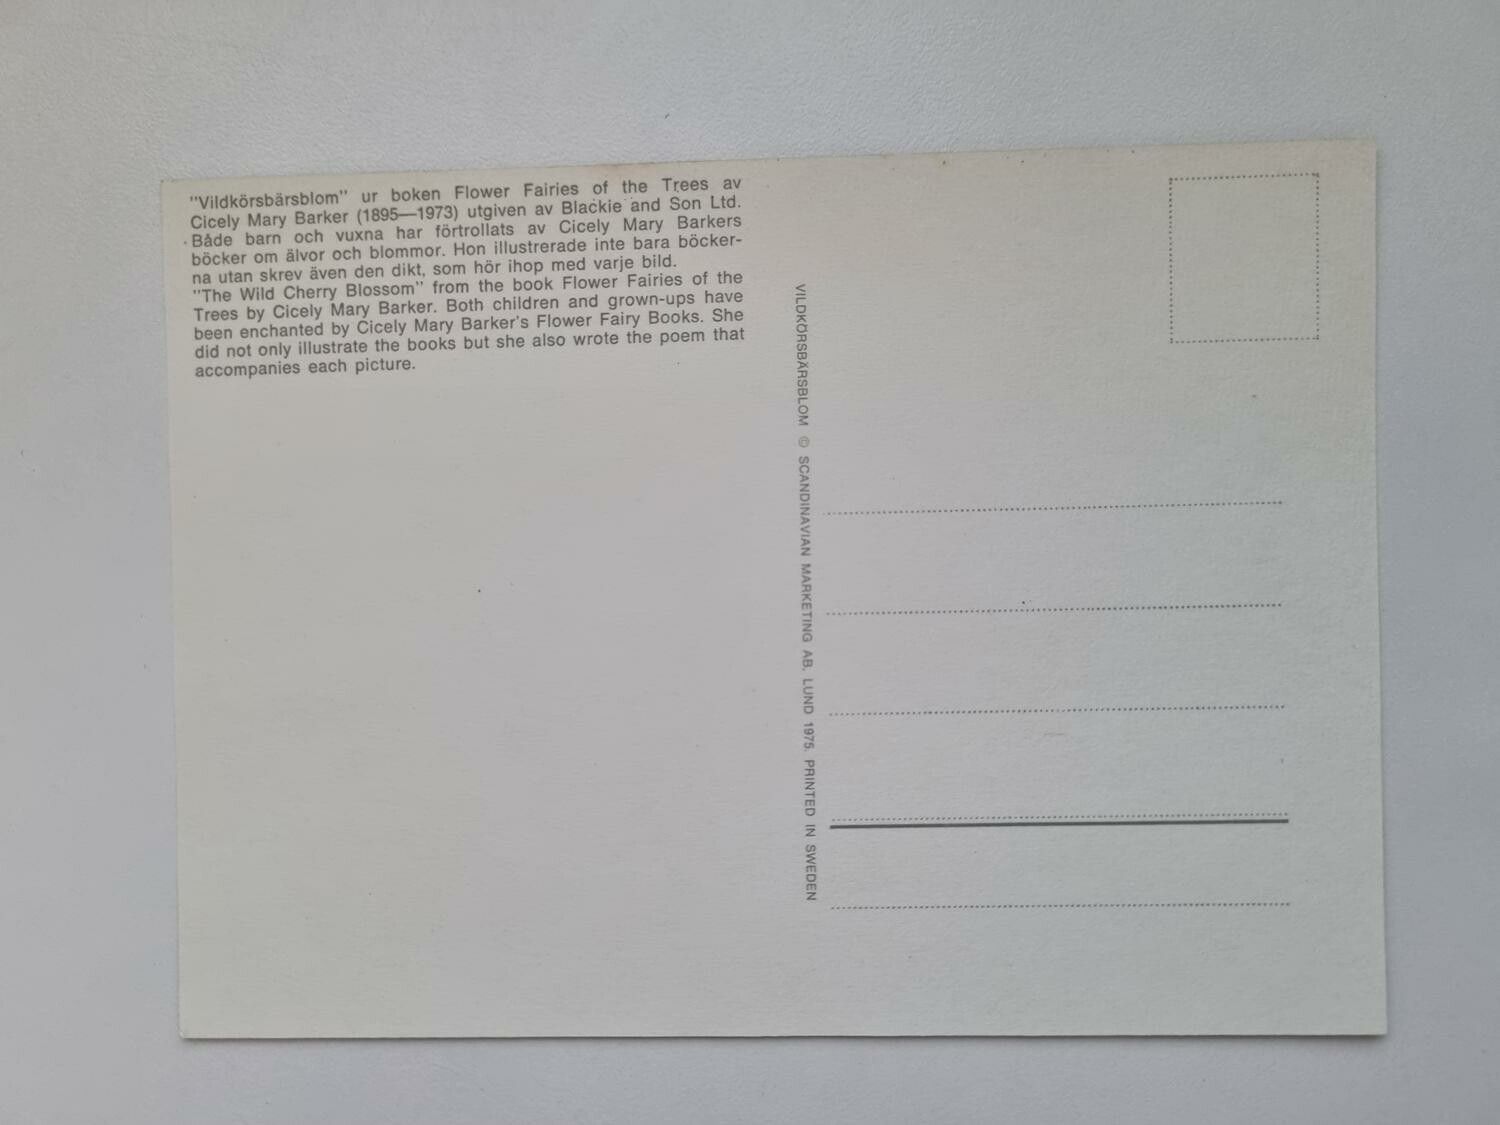 "Vildkörsbärsblom" ur boken Flower Fairies of the Trees av
Cicely Mary Barker (1895—1973) utgiven av Blackie and Son Ltd.
Både barn och vuxna har förtrollats av Cicely Mary Barkers
böcker om älvor och blommor. Hon illustrerade inte bara böcker-
na utan skrev även den dikt, som hör ihop med varje bild.
"The Wild Cherry Blossom" from the book Flower Fairies of the
Trees by Cicely Mary Barker. Both children and grown-ups have
been enchanted by Cicely Mary Barker's Flower Fairy Books. She
did not only illustrate the books but she also wrote the poem that
accompanies each picture.
VILDKÖRSBÄRSBLOM © SCANDINAVIAN MARKETING AB, LUND 1975. PRINTED IN SWEDEN